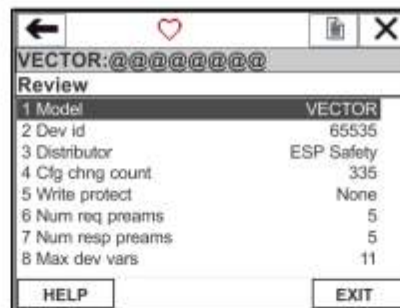 VECTOR:@@@@@@@@
Review
1 Model VECTOR
2 Dev id 65535
3 Distributor ESP Safety
4 Cfg chng count 335
5 Write protect None
6 Num req preams 5
7 Num resp preams 5
8 Max dev vars 11
HELP EXIT